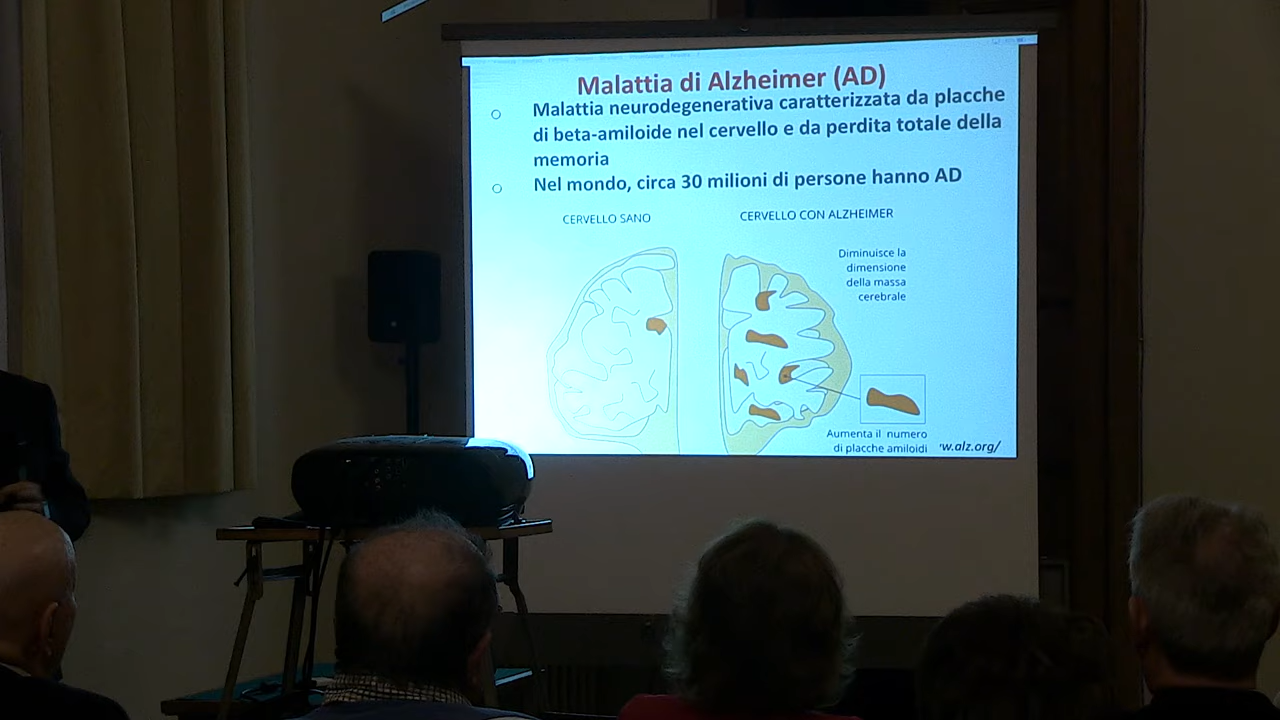 Malattia di Alzheimer (AD)
Malattia neurodegenerativa caratterizzata da placche
di beta-amiloide nel cervello e da perdita totale della
memoria
Nel mondo, circa 30 milioni di persone hanno AD
CERVELLO SANO
CERVELLO CON ALZHEIMER
Diminuisce la
dimensione
della massa
cerebrale
Aumenta il numero
di placche amiloidi
w.alz.org/